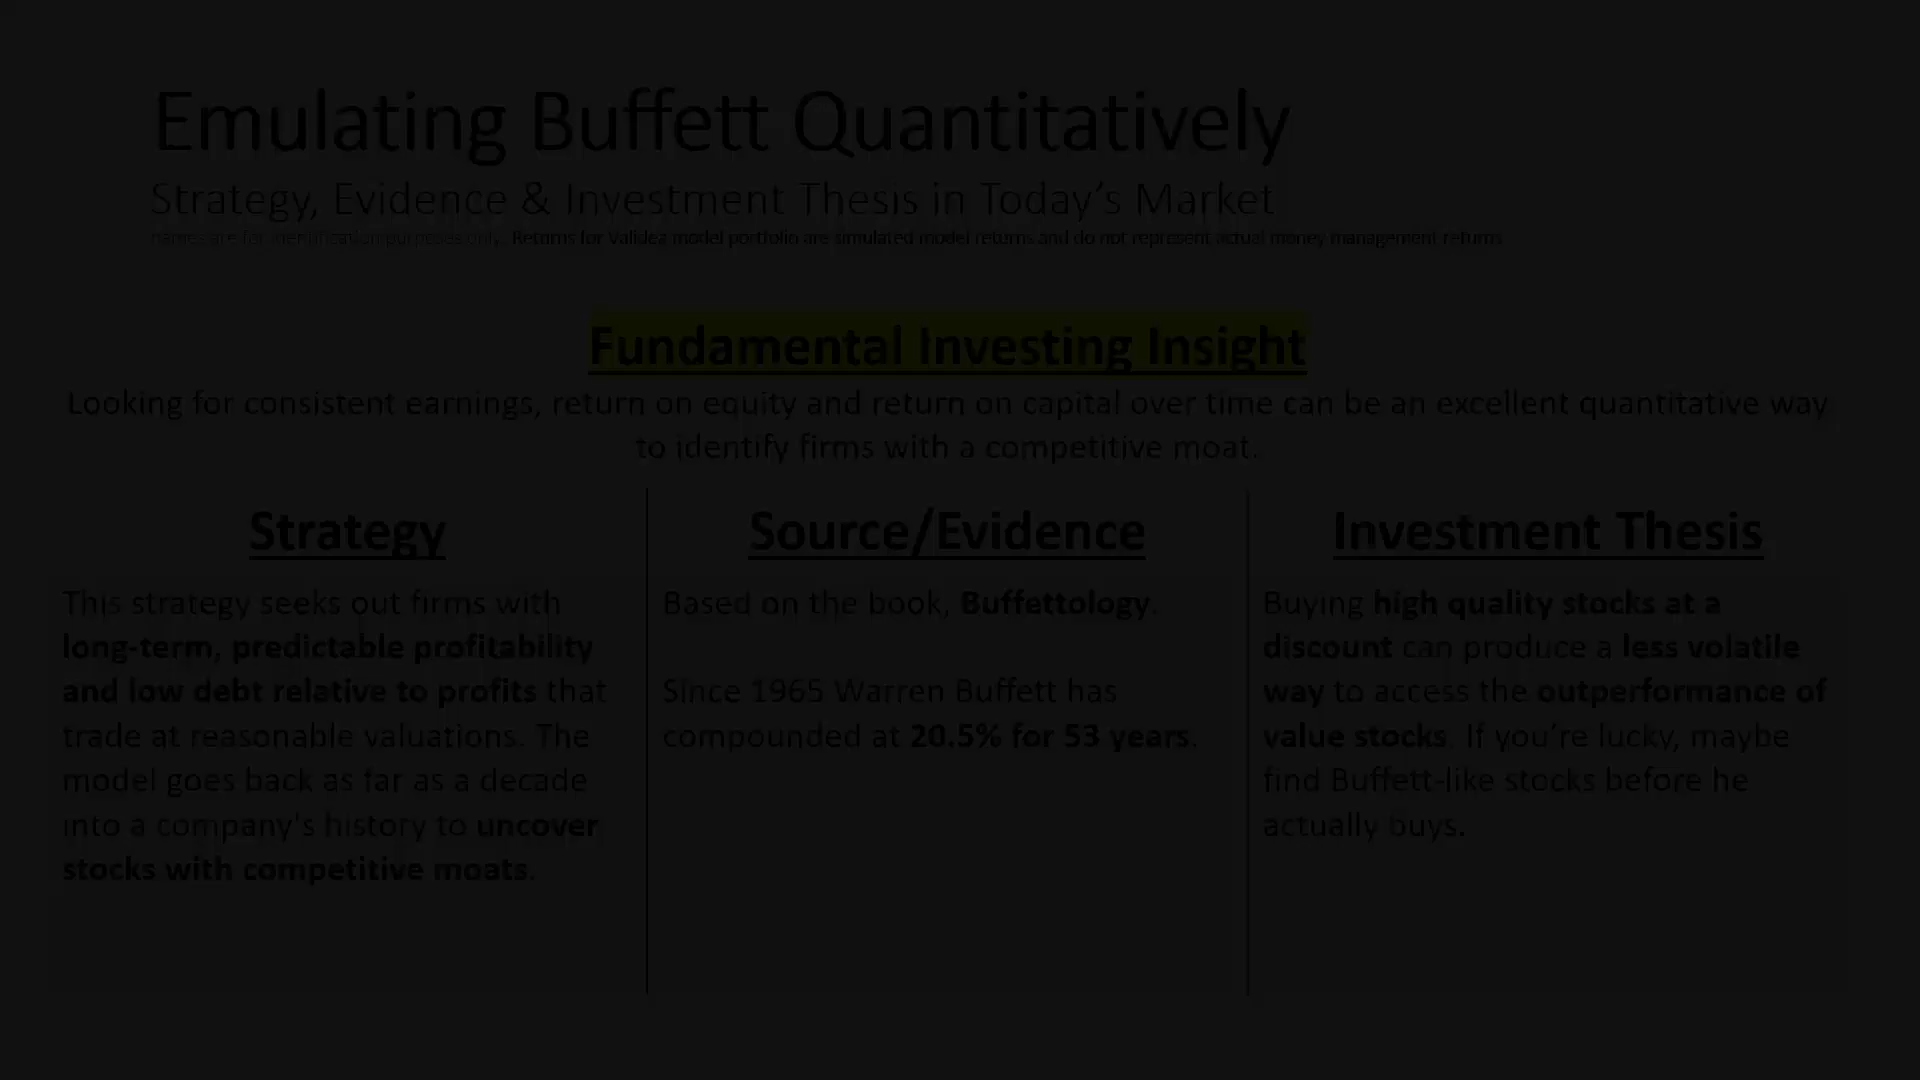 Emulating Buffett Quantitatively
Strategy, Evidence & Investment Thesis in Today’s Market
names are for identification purposes only. Returns for Validea model portfolio are simulated model returns and do not represent actual money management returns
Fundamental Investing Insight
Looking for consistent earnings, return on equity and return on capital over time can be an excellent quantitative way
to identify firms with a competitive moat.
Strategy
This strategy seeks out firms with
long-term, predictable profitability
and low debt relative to profits that
trade at reasonable valuations. The
model goes back as far as a decade
into a company's history to uncover
stocks with competitive moats.
Source/Evidence
Based on the book, Buffettology.
Since 1965 Warren Buffett has
compounded at 20.5% for 53 years.
Investment Thesis
Buying high quality stocks at a
discount can produce a less volatile
way to access the outperformance of
value stocks. If you’re lucky, maybe
find Buffett-like stocks before he
actually buys.